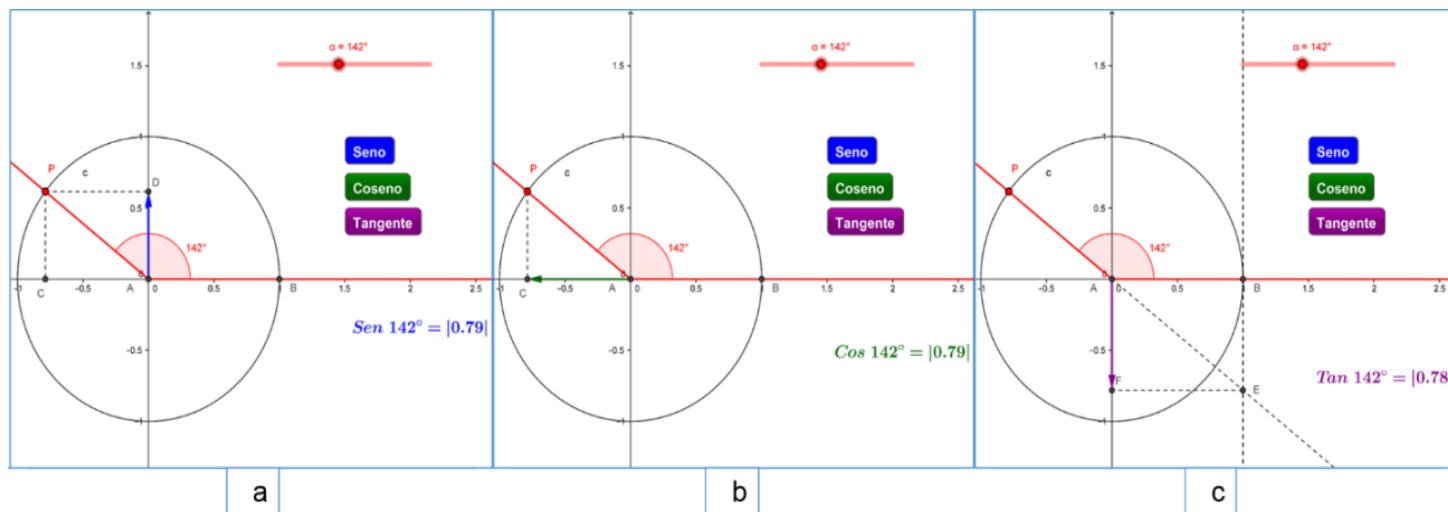 α = 142°
1.5
1
Seno
P
c
D
Coseno
0.5
Tangente
142°
C
A
B
-1
-0.5
0
0.5
1.5
2
2.5
Sen 142° = |0.79|
-0.5
-1
a
α = 142°
1.5
1
Seno
P
c
Coseno
0.5
Tangente
142°
C
A
B
-1
-0.5
0
0.5
1.5
2
2.5
Cos 142° = |0.79|
-0.5
-1
b
α = 142°
1.5
1
Seno
P
c
Coseno
0.5
Tangente
142°
A
B
-1
-0.5
0
0.5
1.5
2
2.5
-0.5
Tan 142° = |0.78
F
E
-1
c